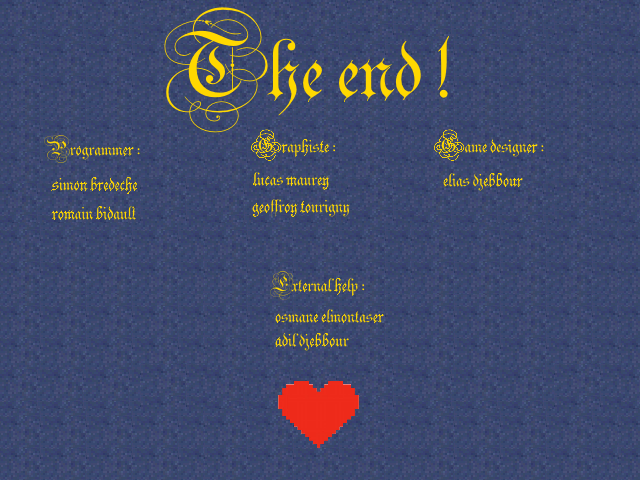 The end !
Programmer :
simon bredeche
romain bidault
Graphiste :
lucas maurey
geoffroy tourigny
Game designer :
elias djebbour
External help :
osmane elmontaser
adil djebbour